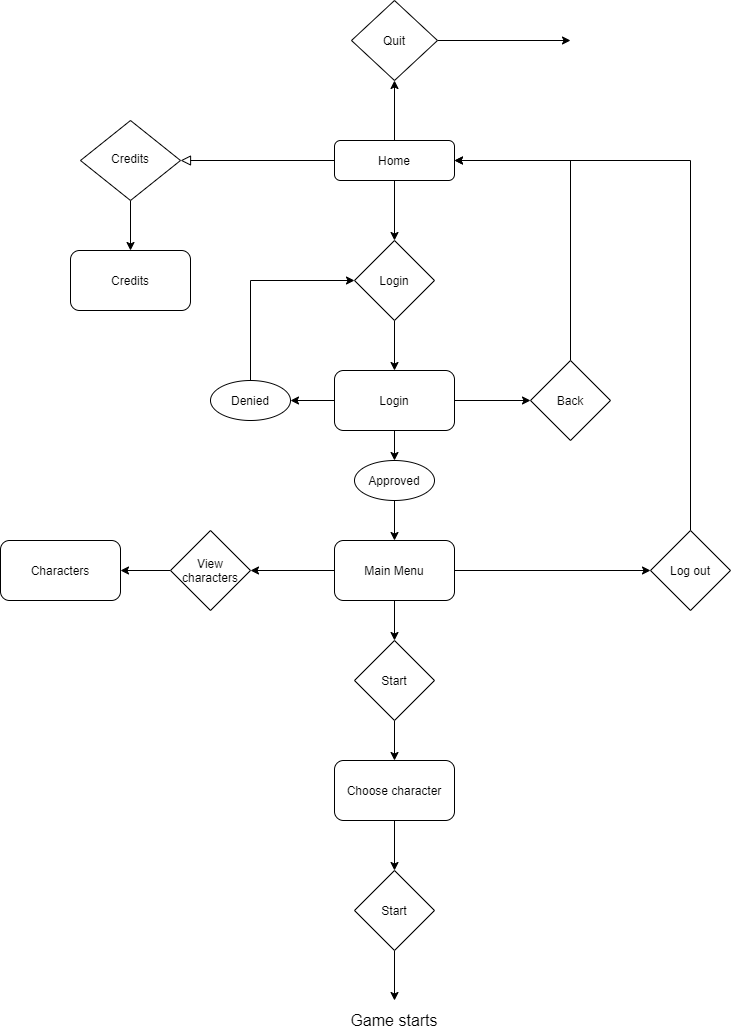 Quit
Credits
Home
Credits
Login
Denied
Login
Back
Approved
Characters
View
characters
Main Menu
Log out
Start
Choose character
Start
Game starts